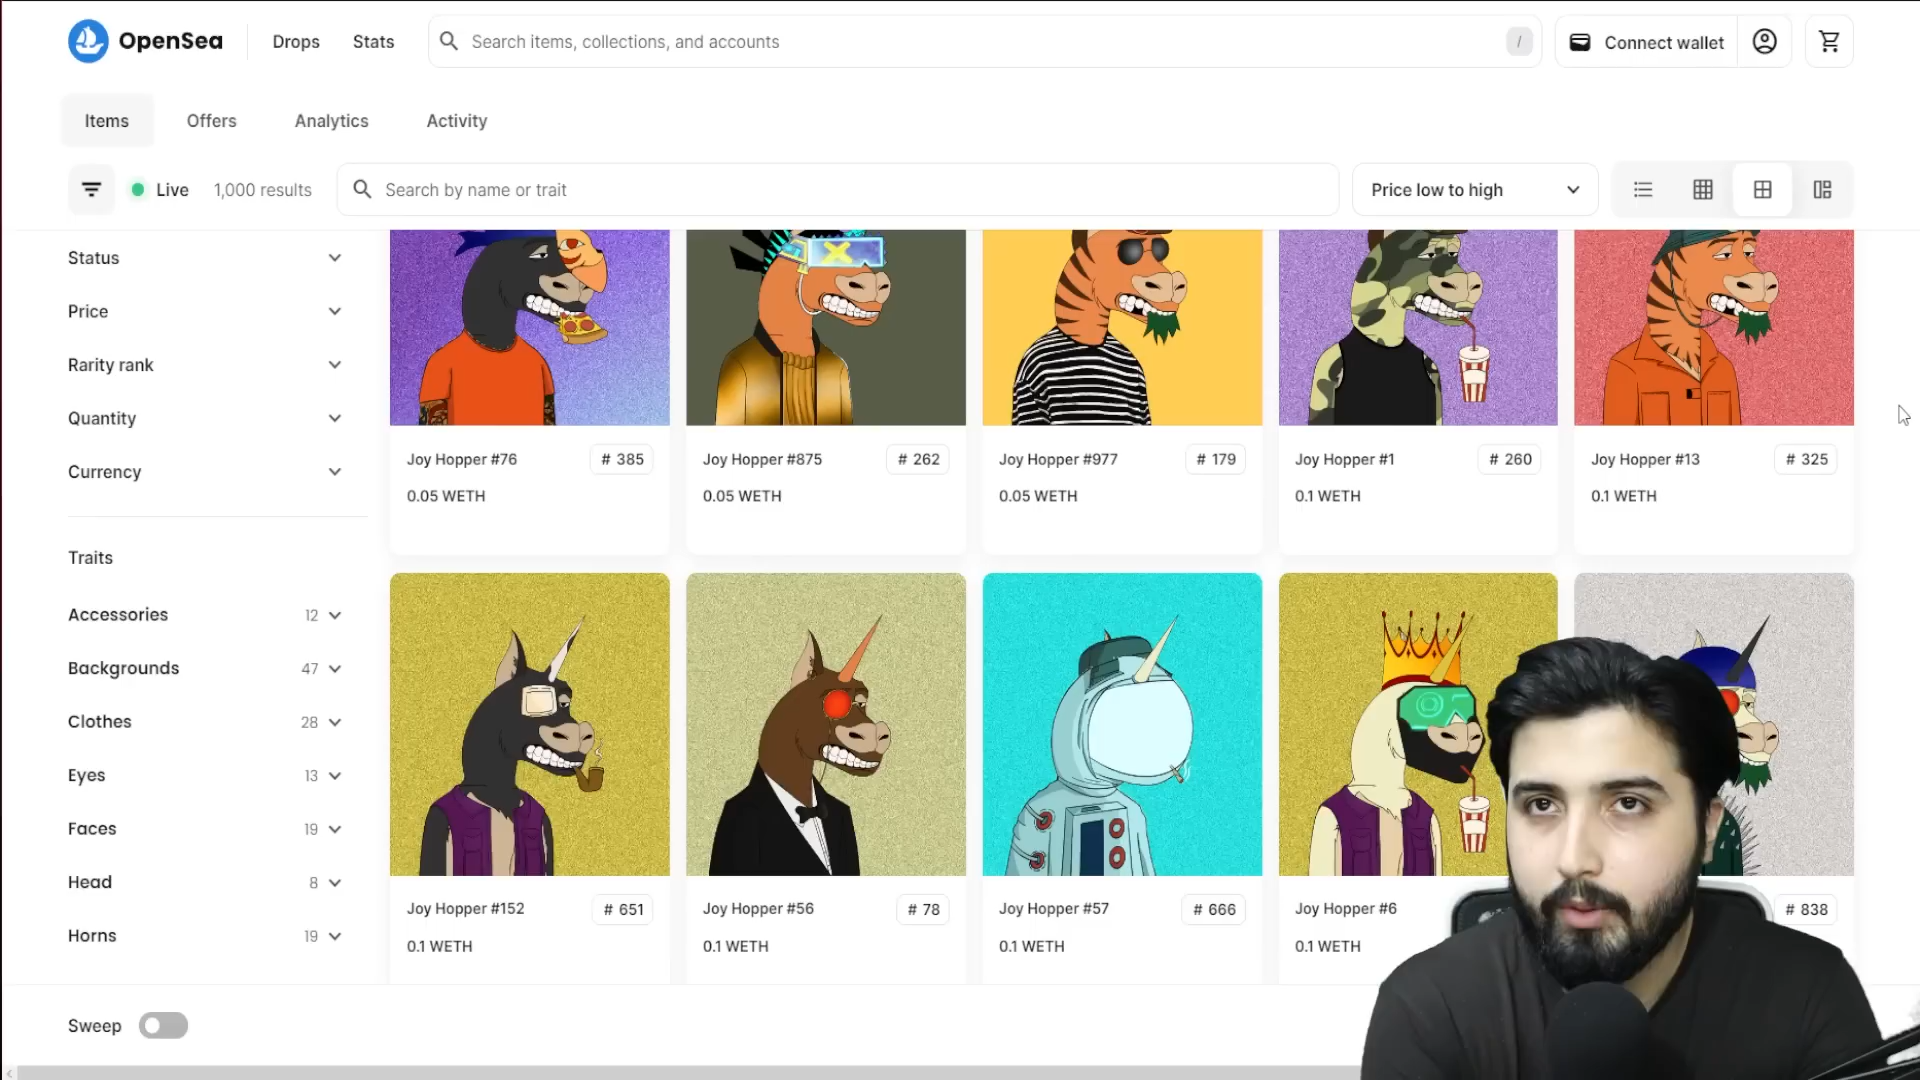 OpenSea
Drops
Stats
Search items, collections, and accounts
/
Connect wallet
Items
Offers
Analytics
Activity
Live
1,000 results
Search by name or trait
Price low to high
Status
Price
Rarity rank
Quantity
Currency
Traits
Accessories 12
Backgrounds 47
Clothes 28
Eyes 13
Faces 19
Head 8
Horns 19
Joy Hopper #76 # 385
0.05 WETH
Joy Hopper #875 # 262
0.05 WETH
Joy Hopper #977 # 179
0.05 WETH
Joy Hopper #1 # 260
0.1 WETH
Joy Hopper #13 # 325
0.1 WETH
Joy Hopper #152 # 651
0.1 WETH
Joy Hopper #56 # 78
0.1 WETH
Joy Hopper #57 # 666
0.1 WETH
Joy Hopper #6
0.1 WETH
# 838
Sweep